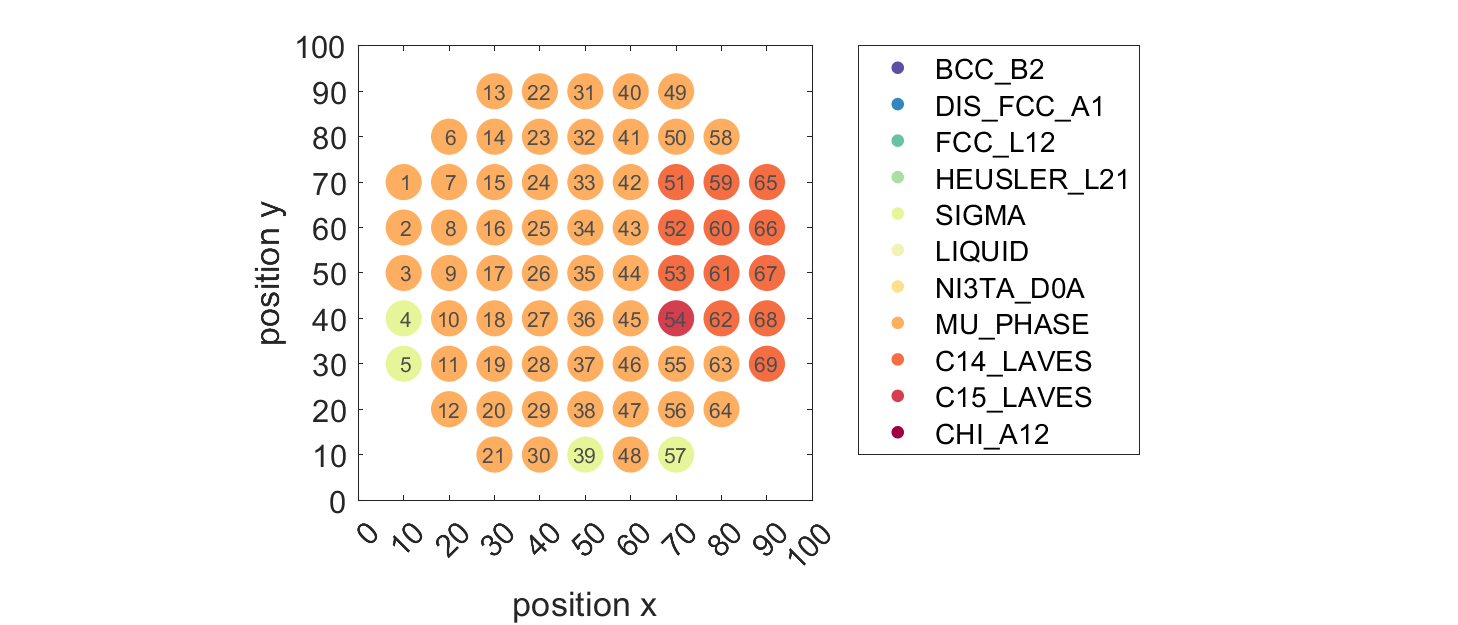 100
90
80
70
60
50
40
30
20
10
0
position y
13 22 31 40 49
6 14 23 32 41 50 58
1 7 15 24 33 42 51 59 65
2 8 16 25 34 43 52 60 66
3 9 17 26 35 44 53 61 67
4 10 18 27 36 45 54 62 68
5 11 19 28 37 46 55 63 69
12 20 29 38 47 56 64
21 30 39 48 57
0 10 20 30 40 50 60 70 80 90 100
position x
BCC_B2
DIS_FCC_A1
FCC_L12
HEUSLER_L21
SIGMA
LIQUID
NI3TA_D0A
MU_PHASE
C14_LAVES
C15_LAVES
CHI_A12